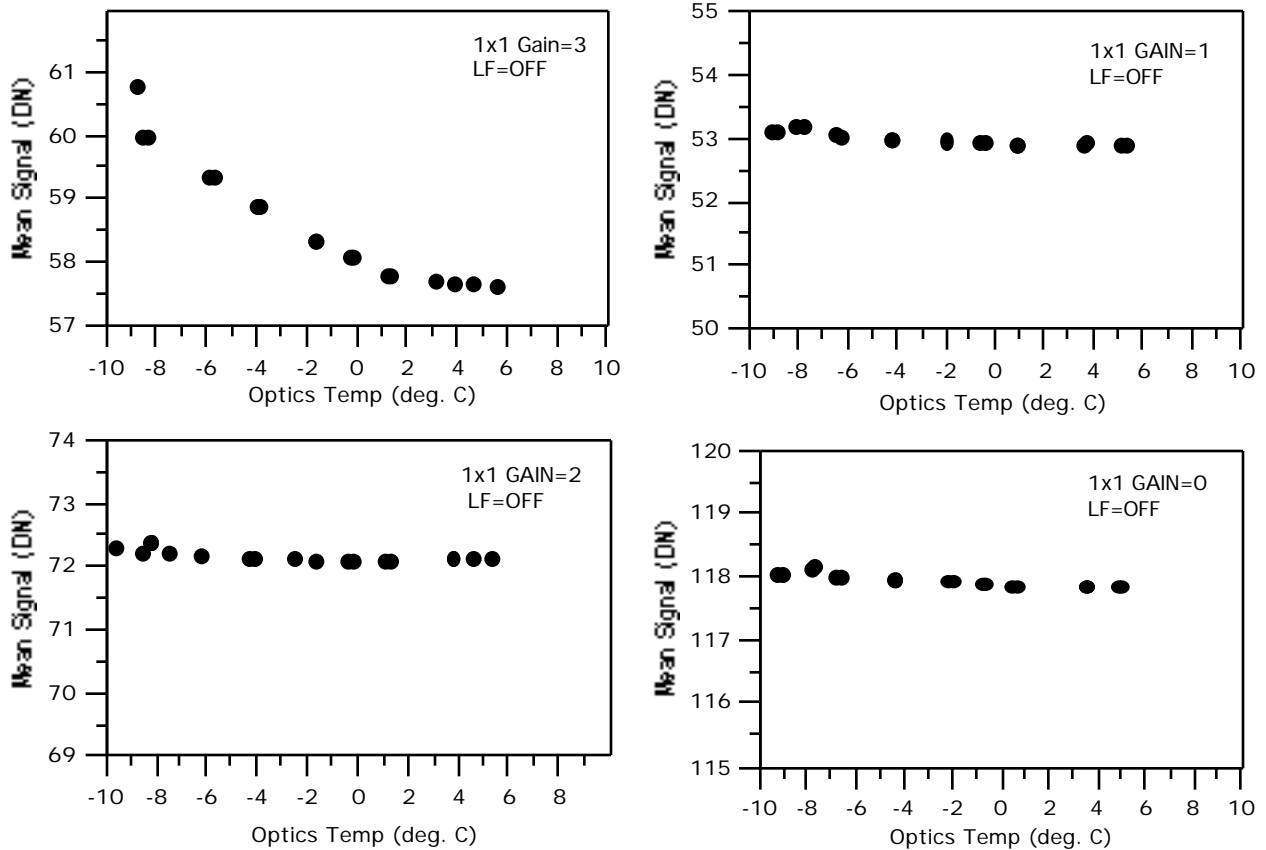 1x1 Gain=3
LF=OFF
Mean Signal (DN)
61
60
59
58
57
-10 -8 -6 -4 -2 0 2 4 6 8 10
Optics Temp (deg. C)
1x1 GAIN=1
LF=OFF
Mean Signal (DN)
55
54
53
52
51
50
-10 -8 -6 -4 -2 0 2 4 6 8 10
Optics Temp (deg. C)
1x1 GAIN=2
LF=OFF
Mean Signal (DN)
74
73
72
71
70
69
-10 -8 -6 -4 -2 0 2 4 6 8
Optics Temp (deg. C)
1x1 GAIN=0
LF=OFF
Mean Signal (DN)
120
119
118
117
116
115
-10 -8 -6 -4 -2 0 2 4 6 8 10
Optics Temp (deg. C)